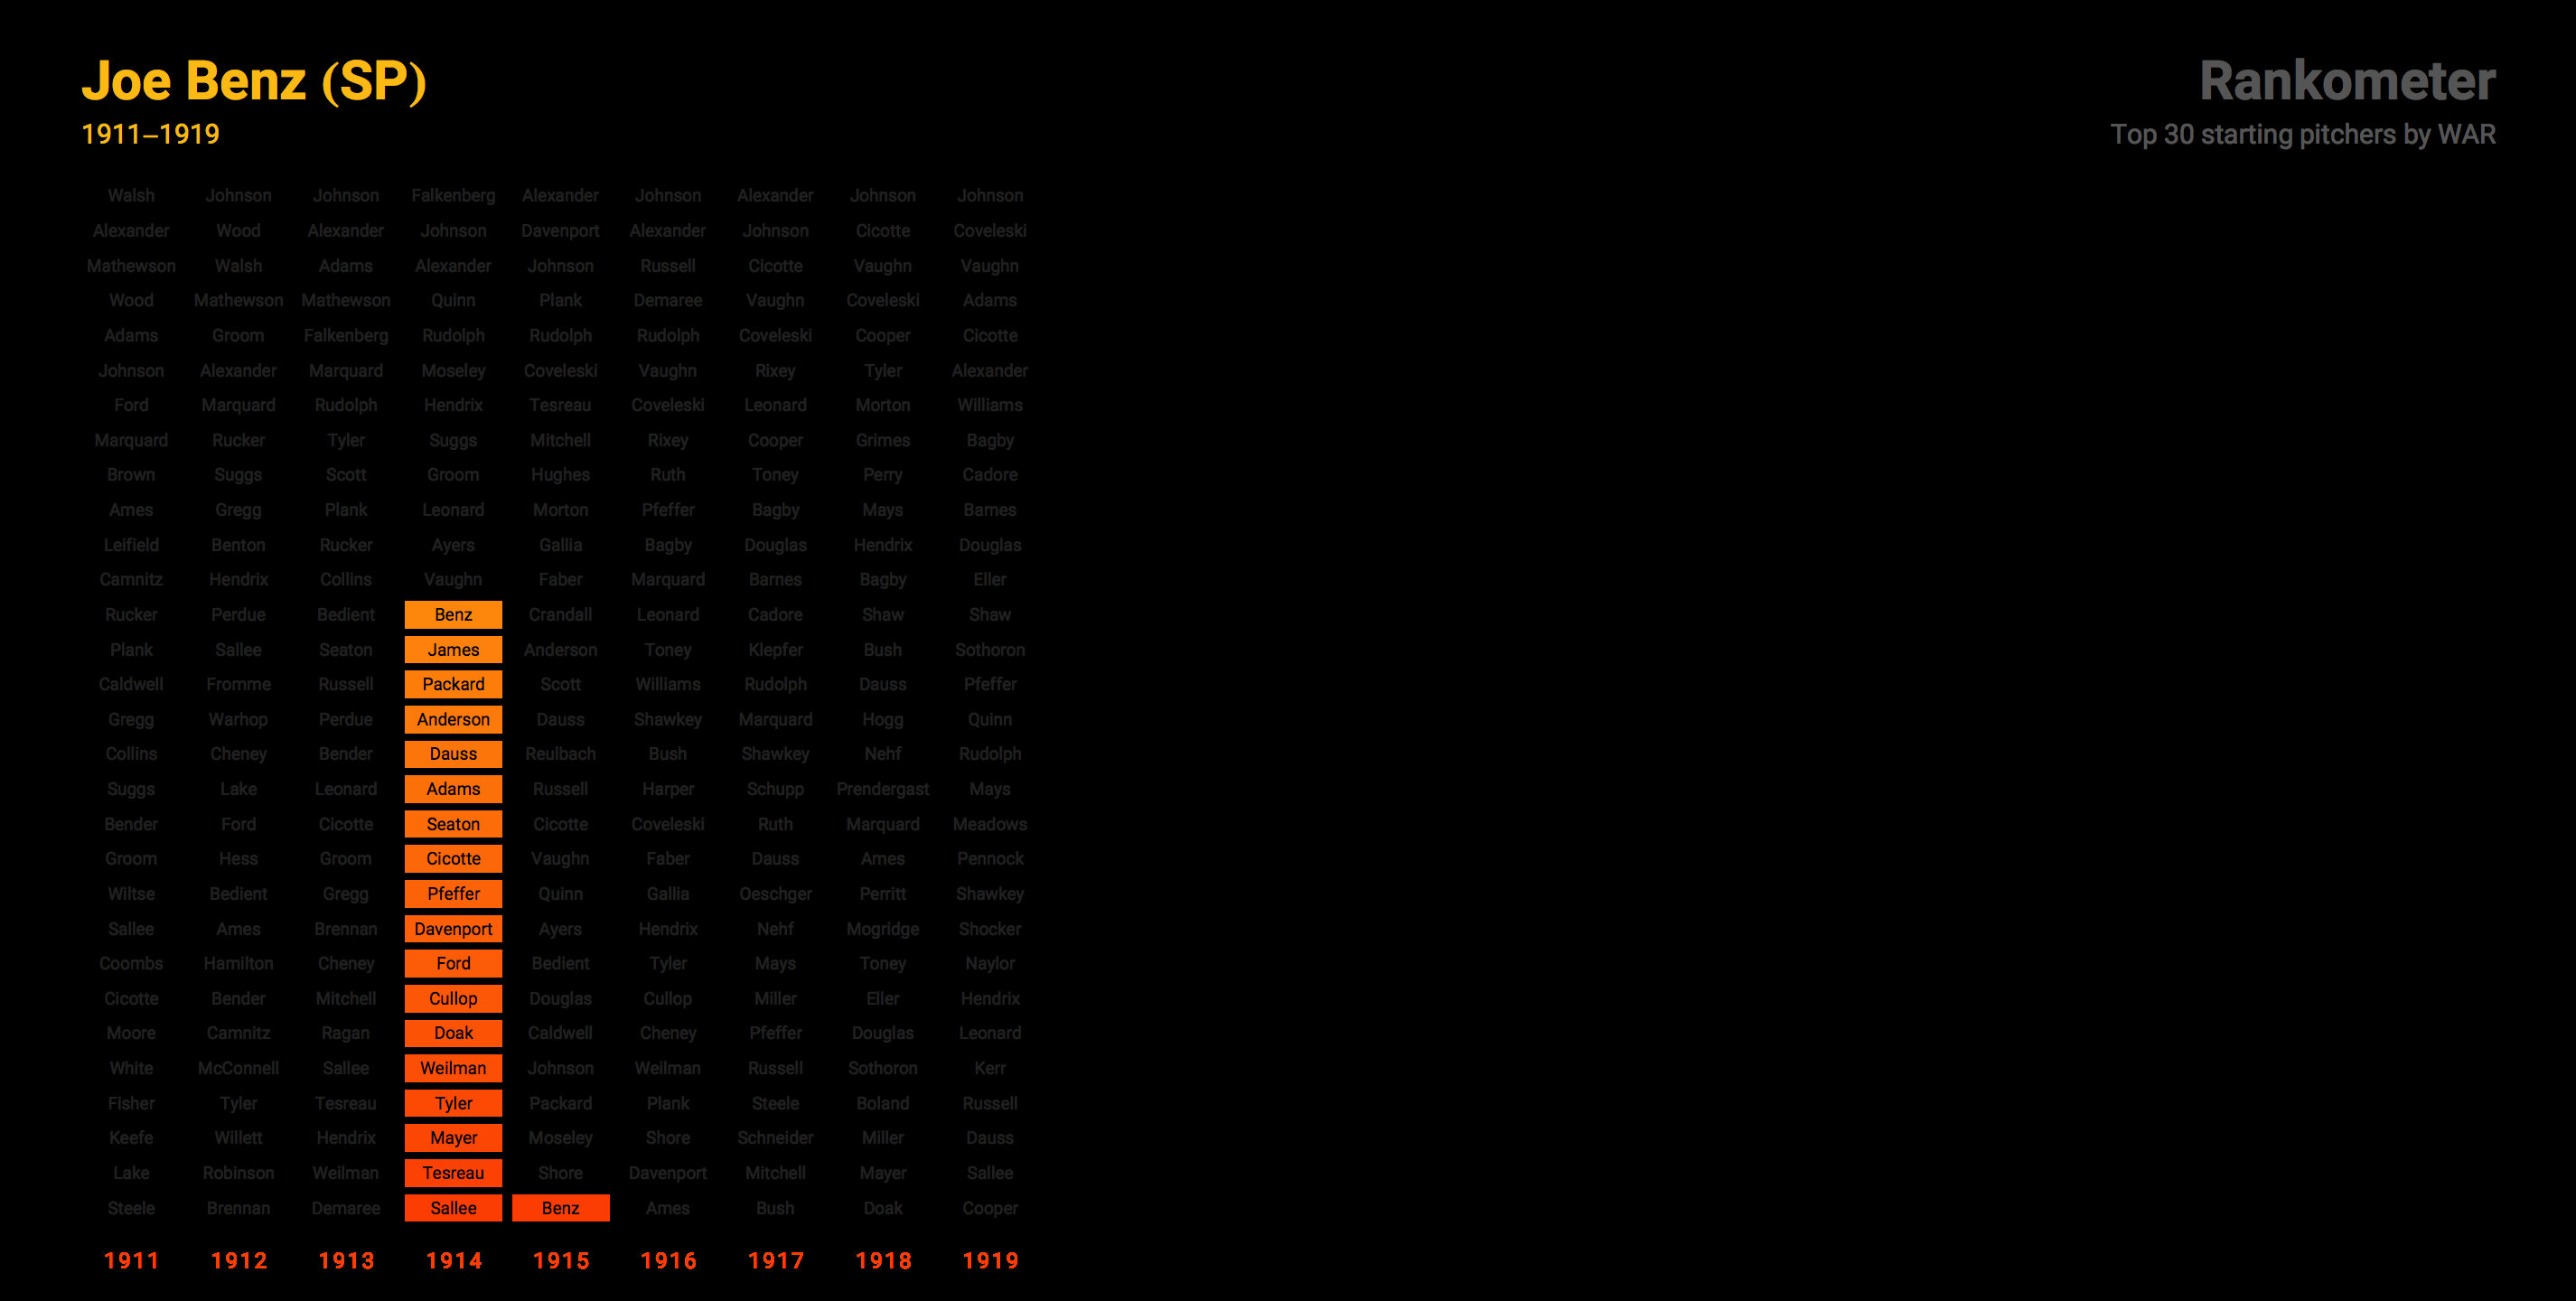 Joe Benz (SP)
1911–1919
Rankometer
Top 30 starting pitchers by WAR
Walsh Johnson Johnson Falkenberg Alexander Johnson Alexander Johnson Johnson
Alexander Wood Alexander Johnson Davenport Alexander Johnson Cicotte Coveleski
Mathewson Walsh Adams Alexander Johnson Russell Cicotte Vaughn Vaughn
Wood Mathewson Mathewson Quinn Plank Demaree Vaughn Coveleski Adams
Adams Groom Falkenberg Rudolph Rudolph Rudolph Coveleski Cooper Cicotte
Johnson Alexander Marquard Moseley Coveleski Vaughn Rixey Tyler Alexander
Ford Marquard Rudolph Hendrix Tesreau Coveleski Leonard Morton Williams
Marquard Rucker Tyler Suggs Mitchell Rixey Cooper Grimes Bagby
Brown Suggs Scott Groom Hughes Ruth Toney Perry Cadore
Ames Gregg Plank Leonard Morton Pfeffer Bagby Mays Barnes
Leifield Benton Rucker Ayers Gallia Bagby Douglas Hendrix Douglas
Camnitz Hendrix Collins Vaughn Faber Marquard Barnes Bagby Eller
Rucker Perdue Bedient Benz Crandall Leonard Cadore Shaw Shaw
Plank Sallee Seaton James Anderson Toney Klepfer Bush Sothoron
Caldwell Fromme Russell Packard Scott Williams Rudolph Dauss Pfeffer
Gregg Warhop Perdue Anderson Dauss Shawkey Marquard Hogg Quinn
Collins Cheney Bender Dauss Reulbach Bush Shawkey Nehf Rudolph
Suggs Lake Leonard Adams Russell Harper Schupp Prendergast Mays
Bender Ford Cicotte Seaton Cicotte Coveleski Ruth Marquard Meadows
Groom Hess Groom Cicotte Vaughn Faber Dauss Ames Pennock
Wiltse Bedient Gregg Pfeffer Quinn Gallia Oeschger Perritt Shawkey
Sallee Ames Brennan Davenport Ayers Hendrix Nehf Mogridge Shocker
Coombs Hamilton Cheney Ford Bedient Tyler Mays Toney Naylor
Cicotte Bender Mitchell Cullop Douglas Cullop Miller Eller Hendrix
Moore Camnitz Ragan Doak Caldwell Cheney Pfeffer Douglas Leonard
White McConnell Sallee Weilman Johnson Weilman Russell Sothoron Kerr
Fisher Tyler Tesreau Tyler Packard Plank Steele Boland Russell
Keefe Willett Hendrix Mayer Moseley Shore Schneider Miller Dauss
Lake Robinson Weilman Tesreau Shore Davenport Mitchell Mayer Sallee
Steele Brennan Demaree Sallee Benz Ames Bush Doak Cooper
1911 1912 1913 1914 1915 1916 1917 1918 1919